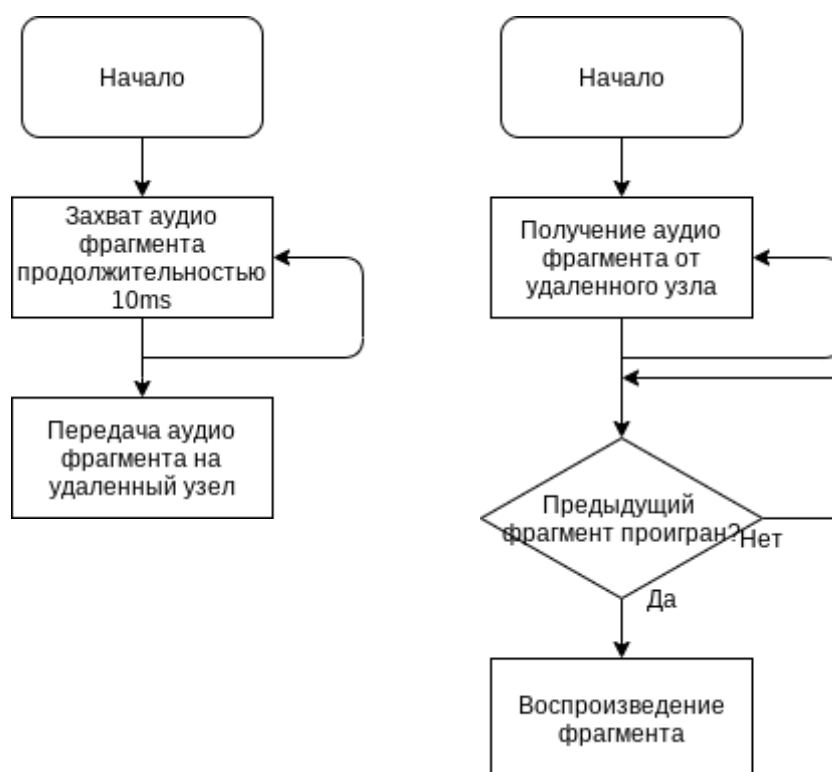 Начало
Захват аудио
фрагмента
продолжительностью
10ms
Передача аудио
фрагмента на
удаленный узел
Начало
Получение аудио
фрагмента от
удаленного узла
Предыдущий
фрагмент проигран?
Нет
Да
Воспроизведение
фрагмента